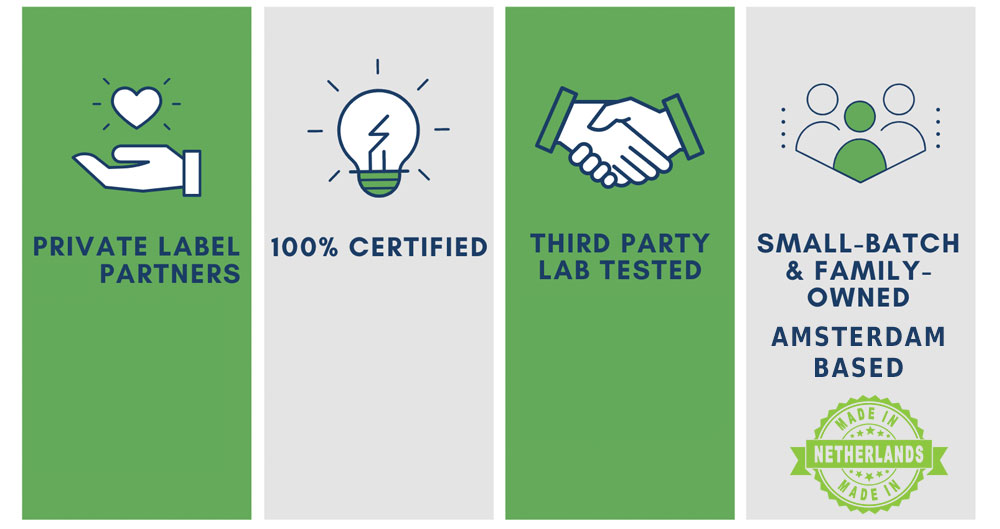 PRIVATE LABEL
PARTNERS
100% CERTIFIED
THIRD PARTY
LAB TESTED
SMALL-BATCH
& FAMILY-
OWNED
AMSTERDAM
BASED
MADE IN
NETHERLANDS
MADE IN